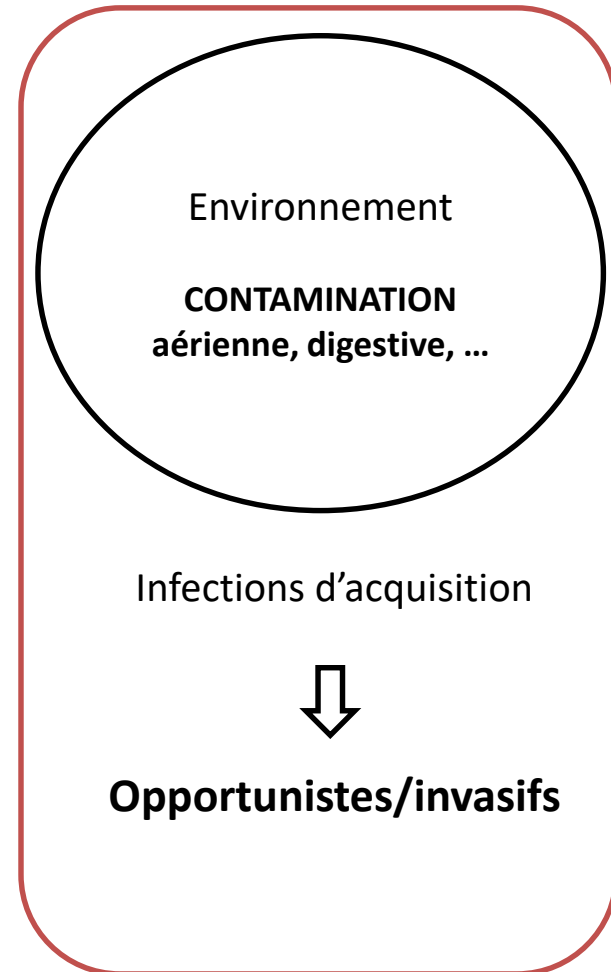 Environnement
CONTAMINATION
aérienne, digestive, …
Infections d’acquisition
Opportunistes/invasifs